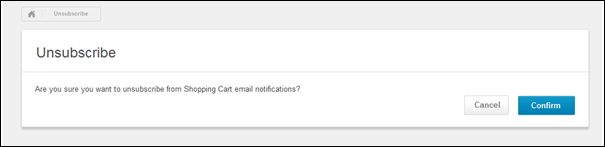 Unsubscribe
Unsubscribe
Are you sure you want to unsubscribe from Shopping Cart email notifications?
Cancel Confirm